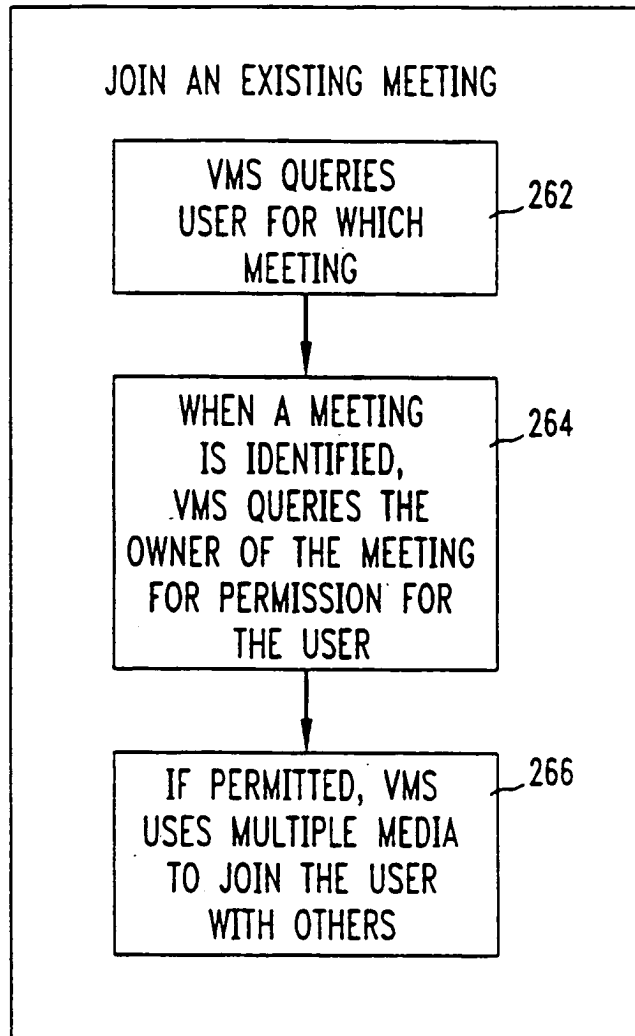 JOIN AN EXISTING MEETING
VMS QUERIES
USER FOR WHICH
MEETING
262
WHEN A MEETING
IS IDENTIFIED,
VMS QUERIES THE
OWNER OF THE MEETING
FOR PERMISSION FOR
THE USER
264
IF PERMITTED, VMS
USES MULTIPLE MEDIA
TO JOIN THE USER
WITH OTHERS
266